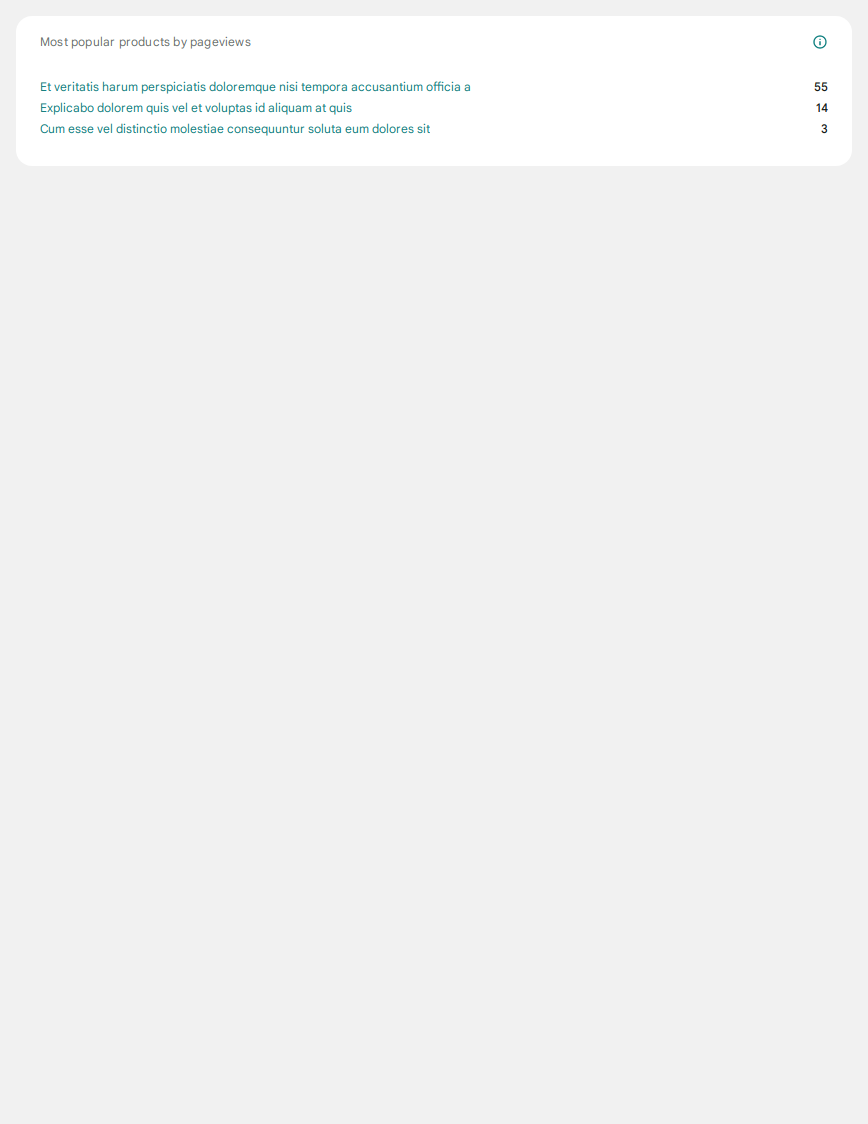 Most popular products by pageviews
Et veritatis harum perspiciatis doloremque nisi tempora accusantium officia a 55
Explicabo dolorem quis vel et voluptas id aliquam at quis 14
Cum esse vel distinctio molestiae consequuntur soluta eum dolores sit 3